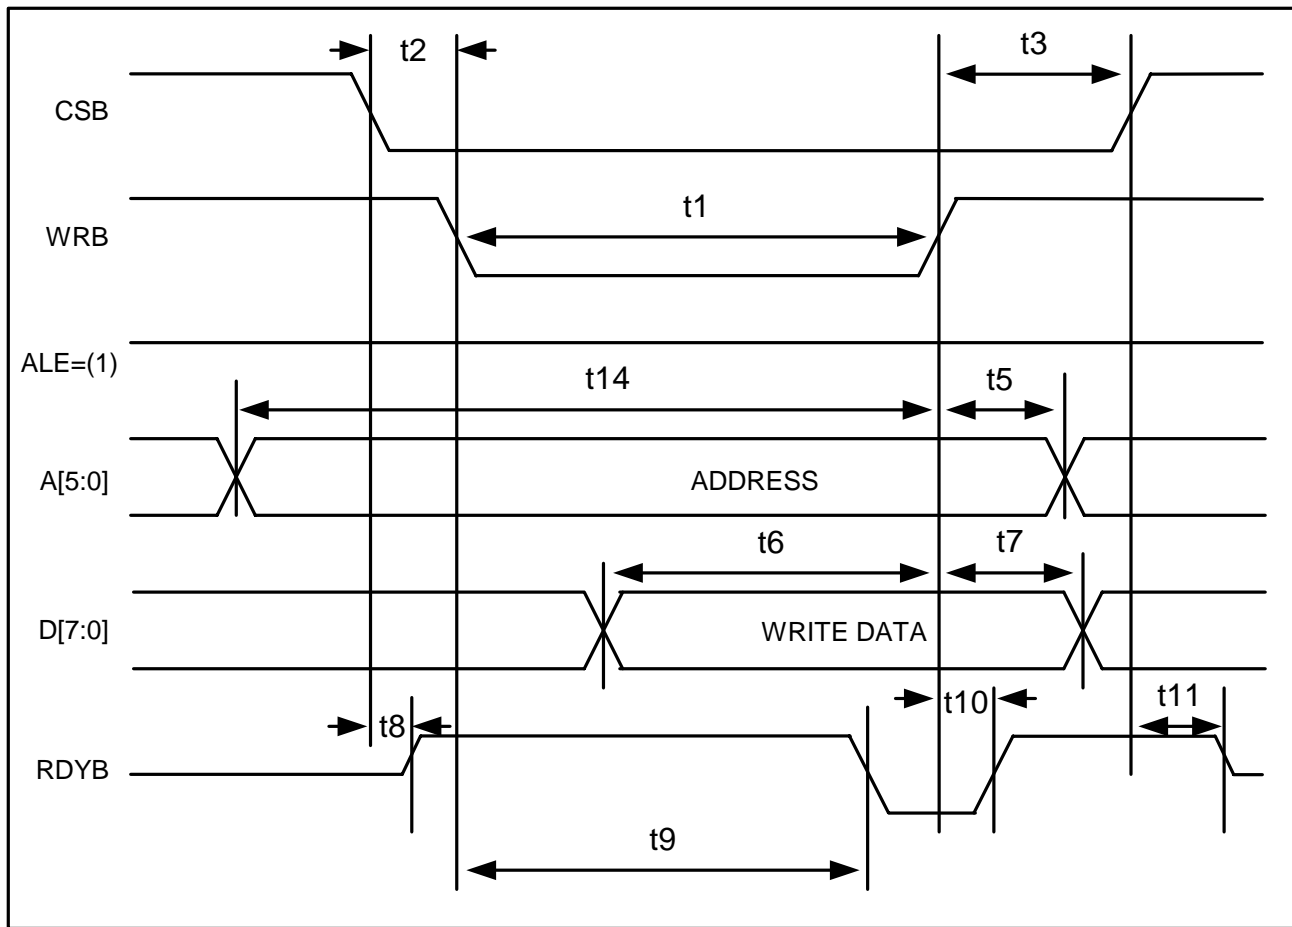 t2
t3
CSB
t1
WRB
ALE=(1)
t14
t5
A[5:0]
ADDRESS
t6
t7
D[7:0]
WRITE DATA
t8
t10
t11
RDYB
t9